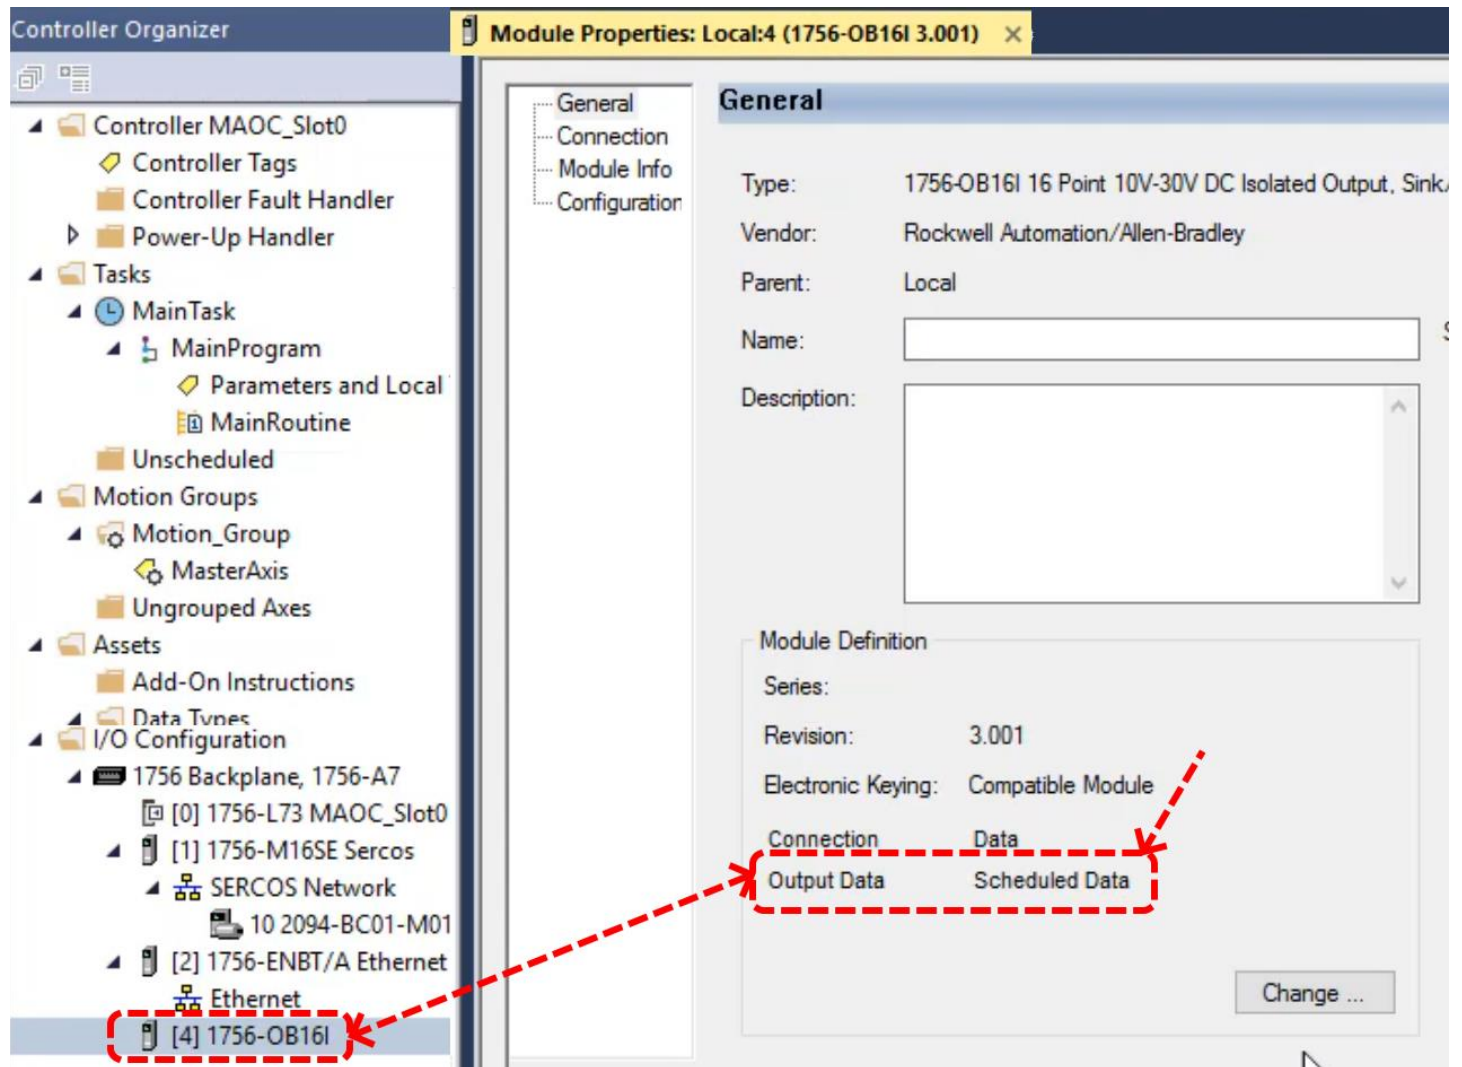 Controller Organizer
Module Properties: Local:4 (1756-OB16I 3.001)
Controller MAOC_Slot0
Controller Tags
Controller Fault Handler
Power-Up Handler
Tasks
MainTask
MainProgram
Parameters and Local
MainRoutine
Unscheduled
Motion Groups
Motion_Group
MasterAxis
Ungrouped Axes
Assets
Add-On Instructions
Data Types
I/O Configuration
1756 Backplane, 1756-A7
[0] 1756-L73 MAOC_Slot0
[1] 1756-M16SE Sercos
SERCOS Network
10 2094-BC01-M01
[2] 1756-ENBT/A Ethernet
Ethernet
[4] 1756-OB16I
General
Connection
Module Info
Configuration
General
Type: 1756-OB16I 16 Point 10V-30V DC Isolated Output, Sink/
Vendor: Rockwell Automation/Allen-Bradley
Parent: Local
Name:
Description:
Module Definition
Series:
Revision: 3.001
Electronic Keying: Compatible Module
Connection Data
Output Data Scheduled Data
Change ...